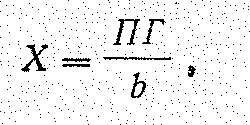 X = ПГ / b ,